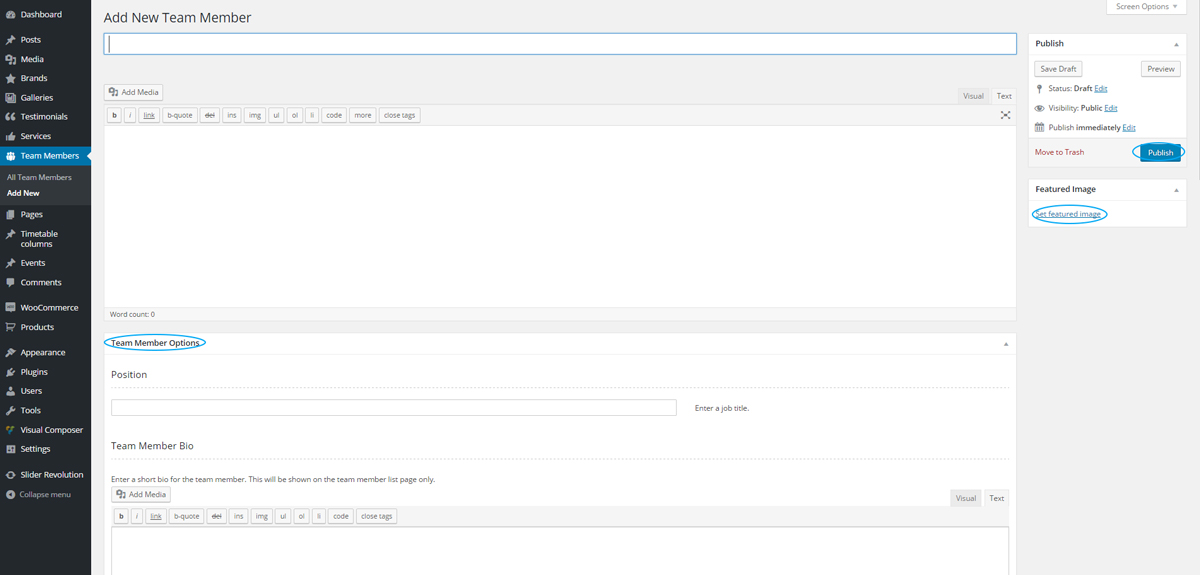 Dashboard
Posts
Media
Brands
Galleries
Testimonials
Services
Team Members
All Team Members
Add New
Pages
Timetable
columns
Events
Comments
WooCommerce
Products
Appearance
Plugins
Users
Tools
Visual Composer
Settings
Slider Revolution
Collapse menu
Screen Options
Add New Team Member
Add Media
Visual Text
b i link b-quote del ins img ul ol li code more close tags
Word count: 0
Team Member Options
Position
Enter a job title.
Team Member Bio
Enter a short bio for the team member. This will be shown on the team member list page only.
Add Media
Visual Text
b i link b-quote del ins img ul ol li code close tags
Publish
Save Draft Preview
Status: Draft Edit
Visibility: Public Edit
Publish immediately Edit
Move to Trash Publish
Featured Image
Set featured image